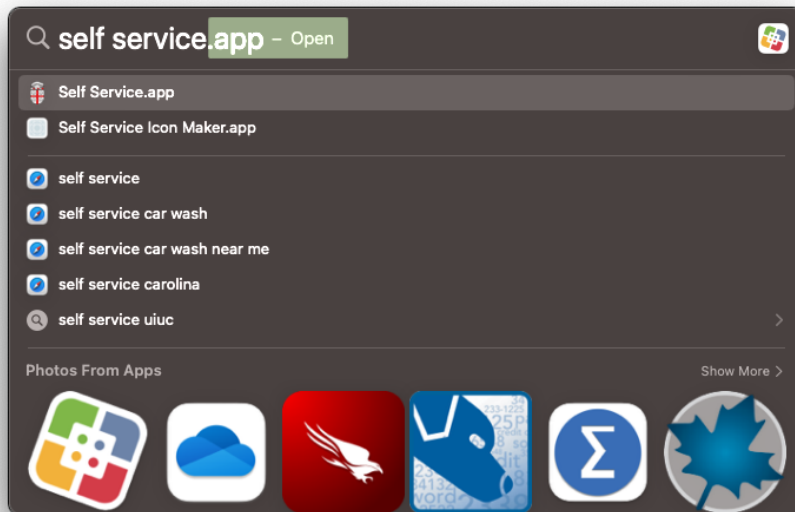 self service.app – Open
Self Service.app
Self Service Icon Maker.app
self service
self service car wash
self service car wash near me
self service carolina
self service uiuc
Photos From Apps
Show More
Σ